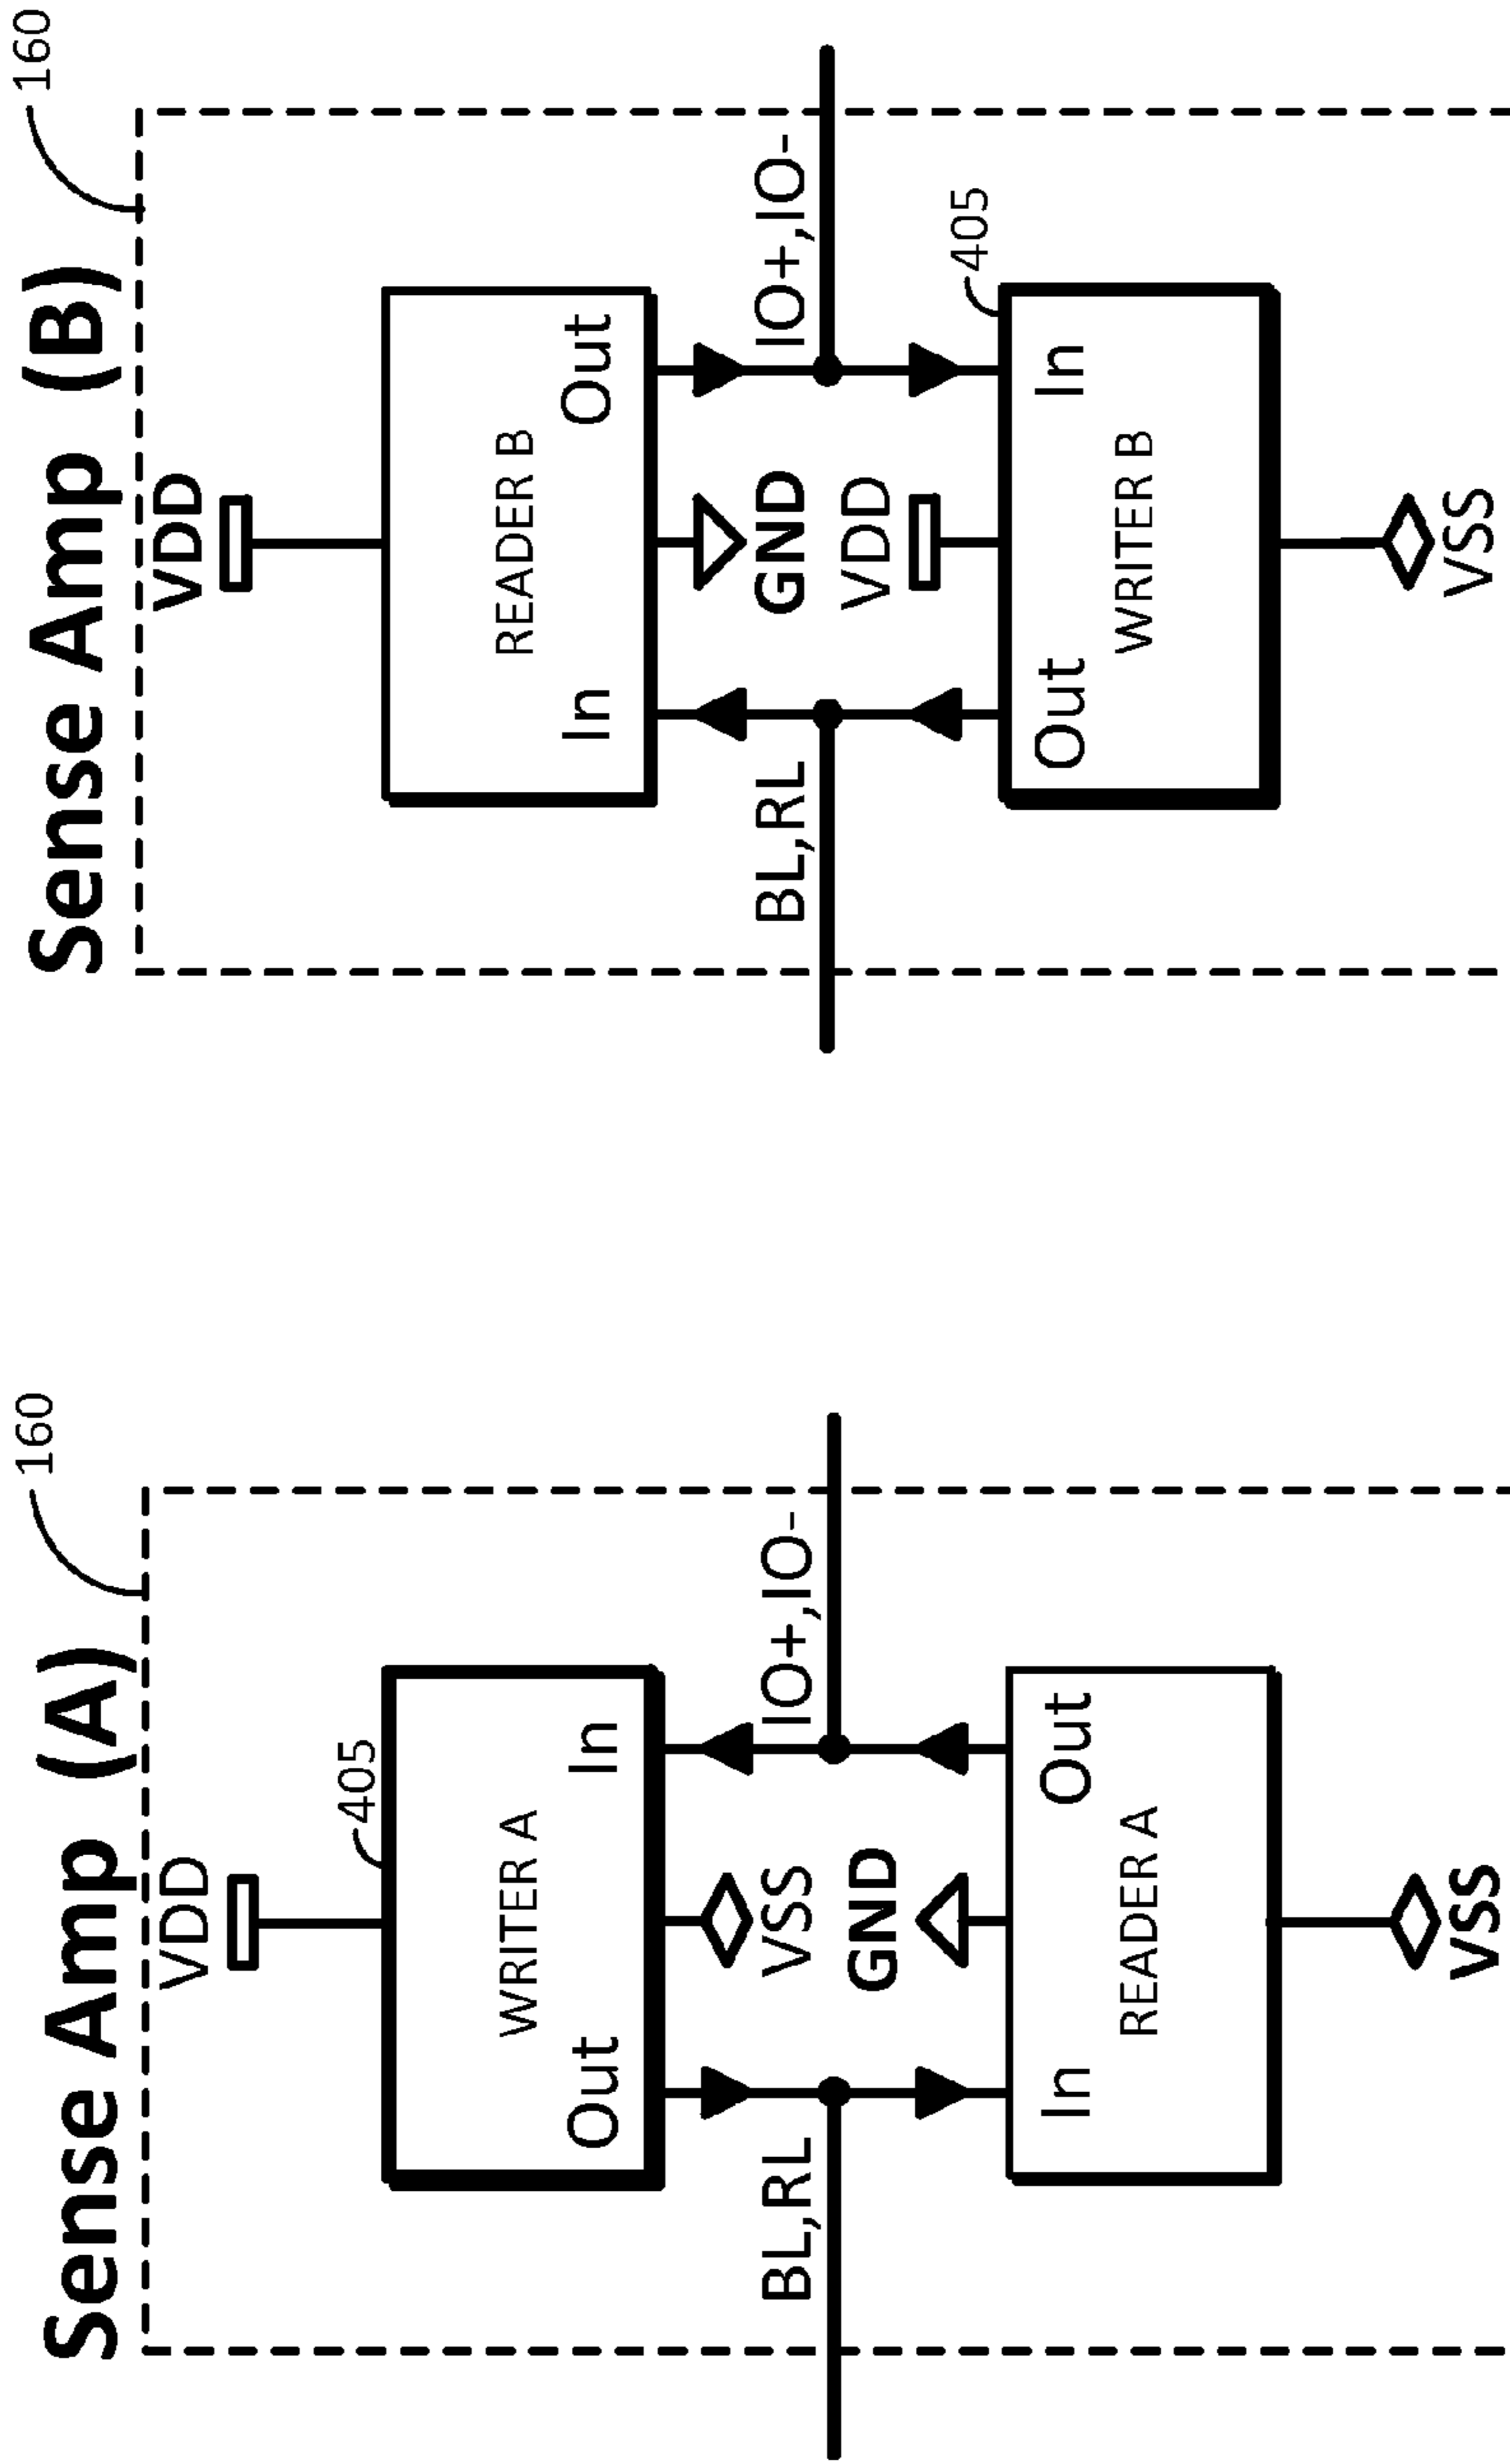 Sense Amp (A)
160
VDD
405
WRITER A
Out
In
VSS
BL,RL
IO+,IO-
GND
In
Out
READER A
VSS
Sense Amp (B)
160
VDD
READER B
In
Out
GND
BL,RL
IO+,IO-
VDD
405
Out
In
WRITER B
VSS